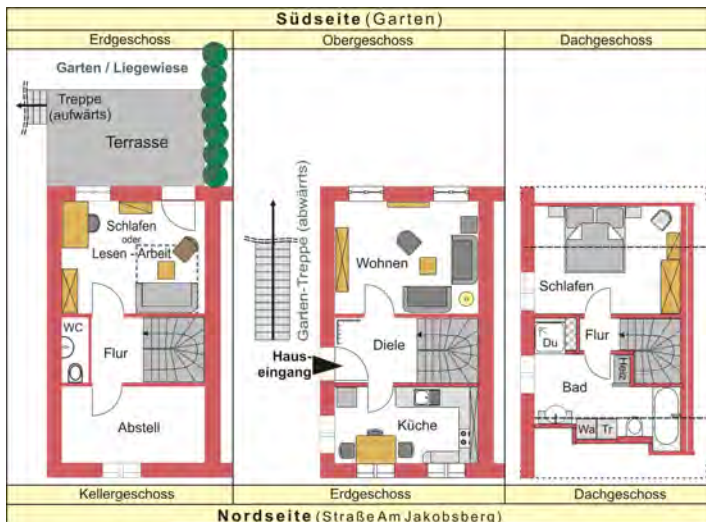 Südseite (Garten)
Erdgeschoss
Obergeschoss
Dachgeschoss
Garten / Liegewiese
Treppe
(aufwärts)
Terrasse
Schlafen
oder
Lesen - Arbeit
WC
Flur
Abstell
Garten-Treppe (abwärrts)
Haus-
eingang
Wohnen
Diele
Küche
Schlafen
Du
Flur
Heiz
Bad
Wa
Tr
Kellergeschoss
Erdgeschoss
Dachgeschoss
Nordseite (Straße Am Jakobsberg)